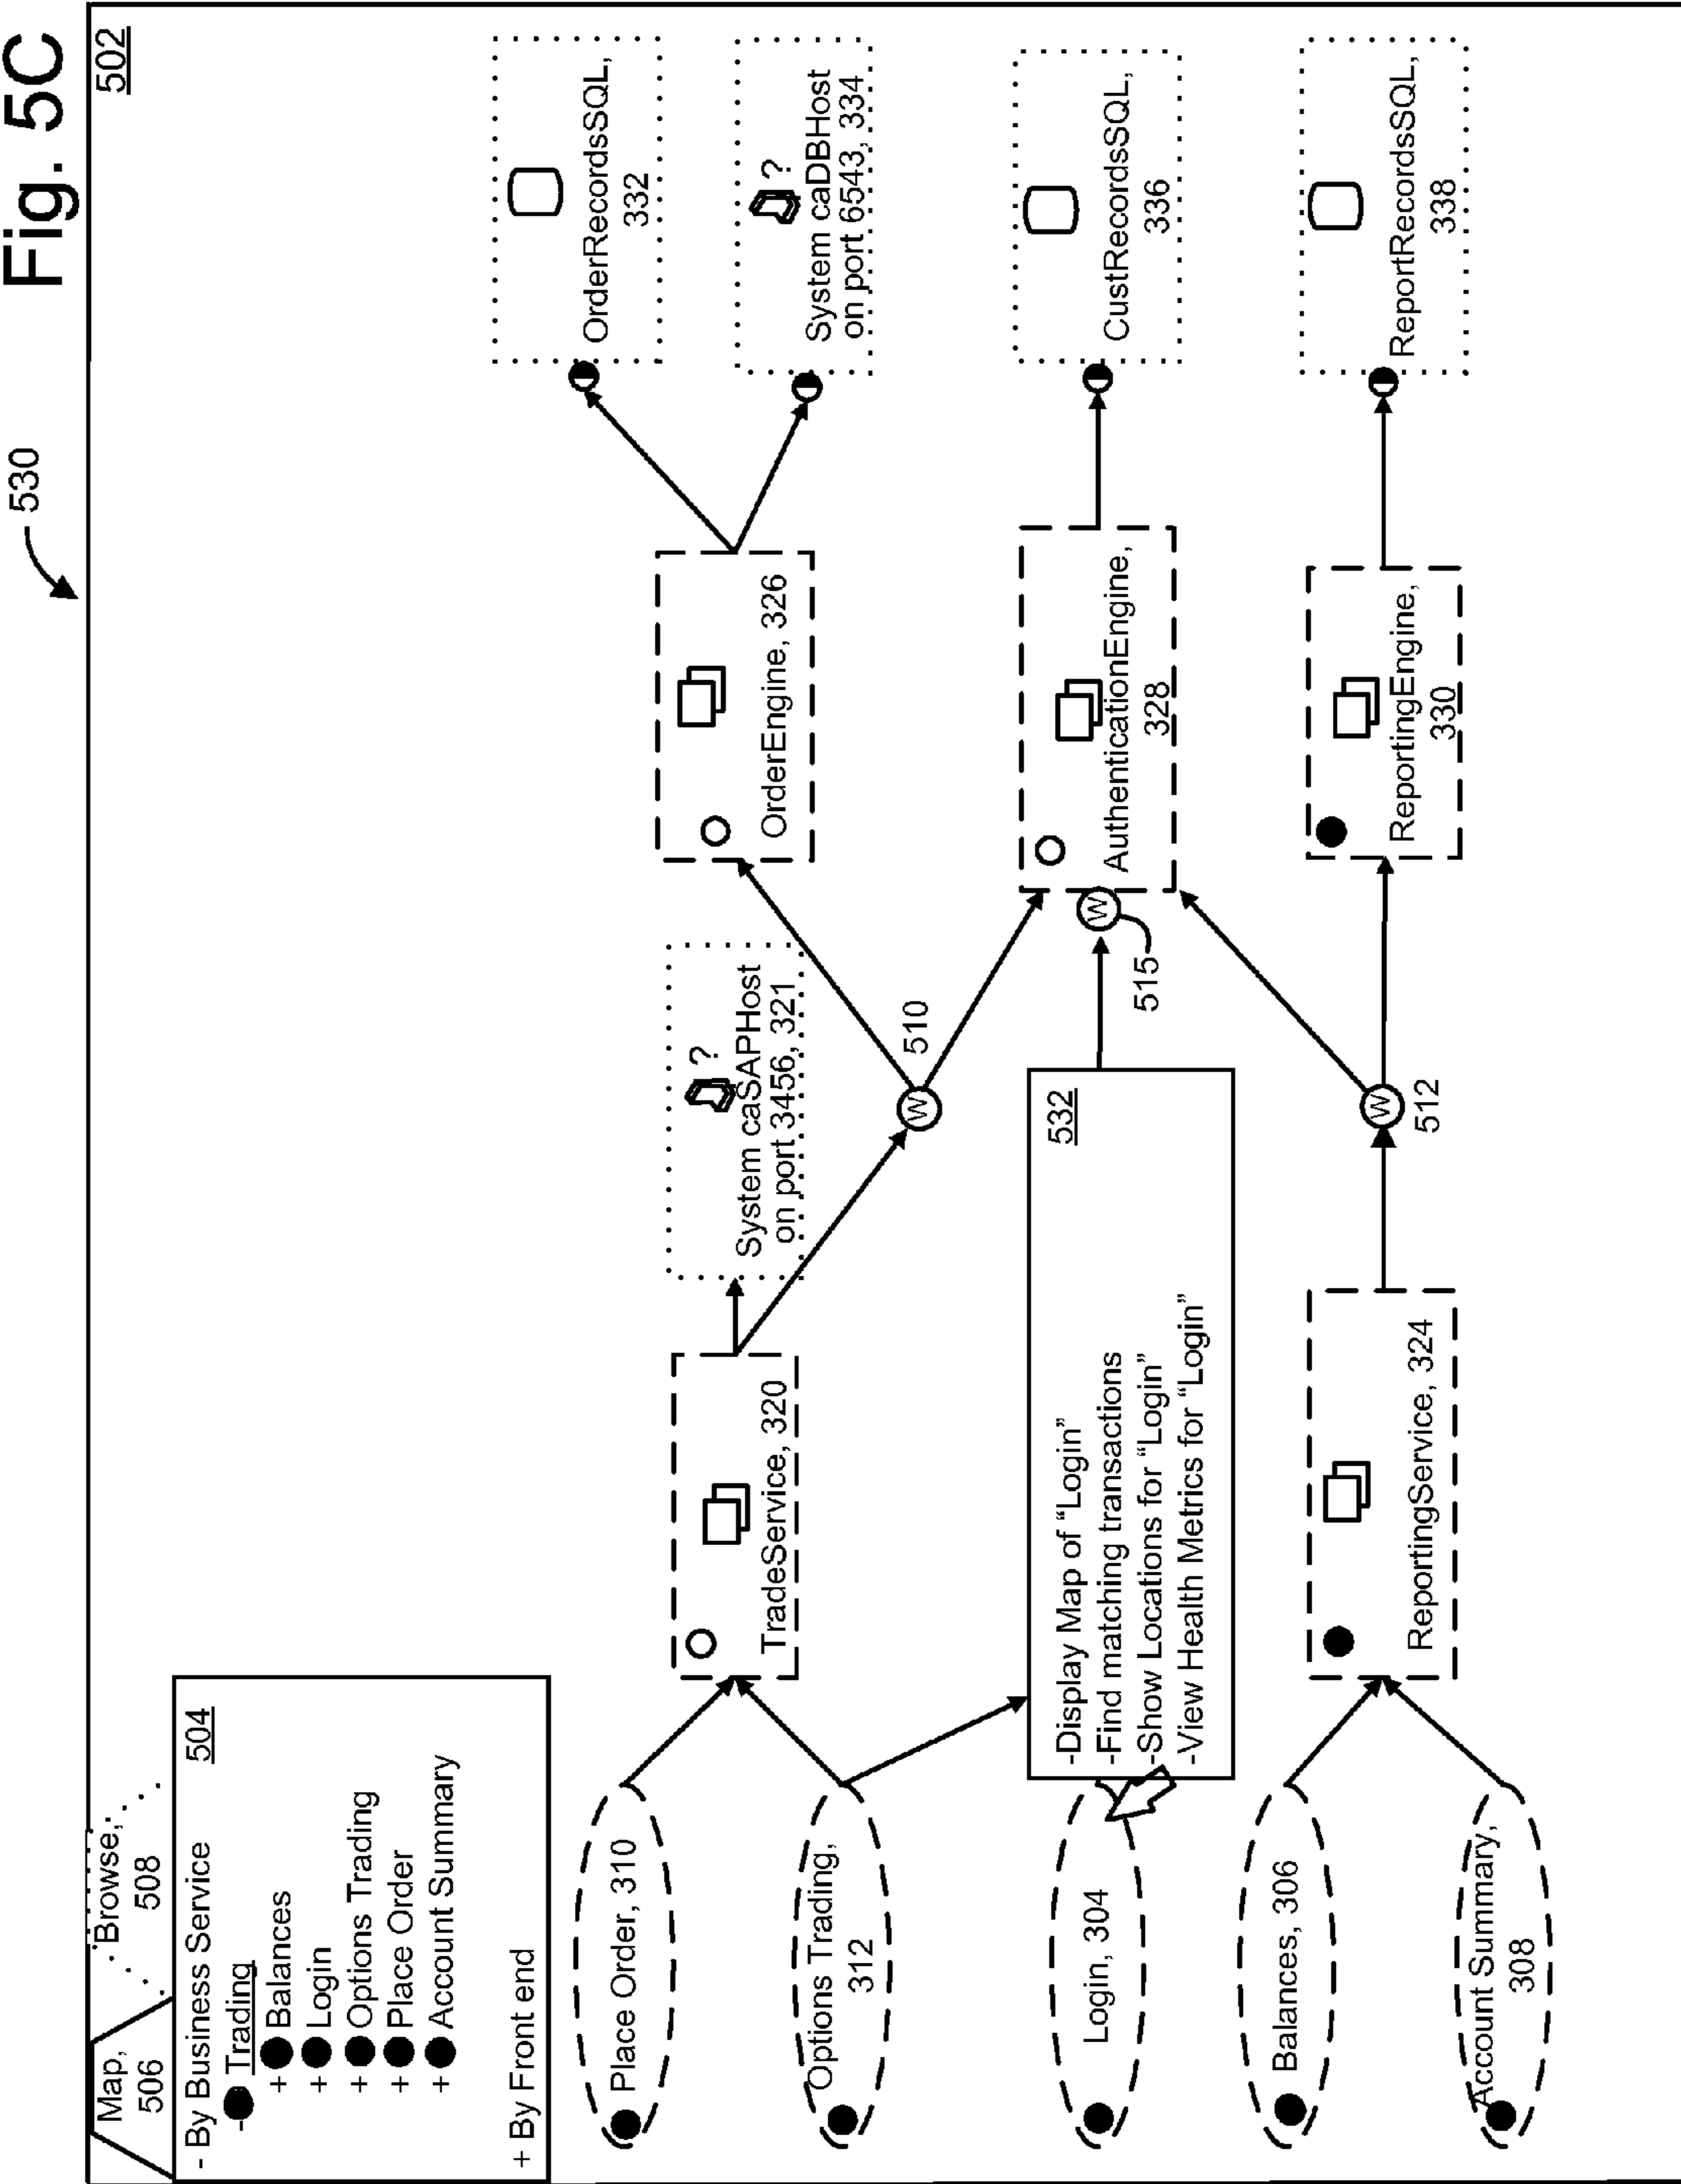 Fig. 5C
530
502
Map,
506
Browse,
508
504
- By Business Service
- Trading
+ Balances
+ Login
+ Options Trading
+ Place Order
+ Account Summary
+ By Front end
Place Order, 310
Options Trading,
312
Login, 304
Balances, 306
Account Summary,
308
TradeService, 320
?
System caSAPHost
on port 3456, 321
W
510
532
-Display Map of “Login”
-Find matching transactions
-Show Locations for “Login”
-View Health Metrics for “Login”
W
515
ReportingService, 324
W
512
OrderEngine, 326
AuthenticationEngine,
328
ReportingEngine,
330
OrderRecordsSQL,
332
?
System caDBHost
on port 6543, 334
CustRecordsSQL,
336
ReportRecordsSQL,
338